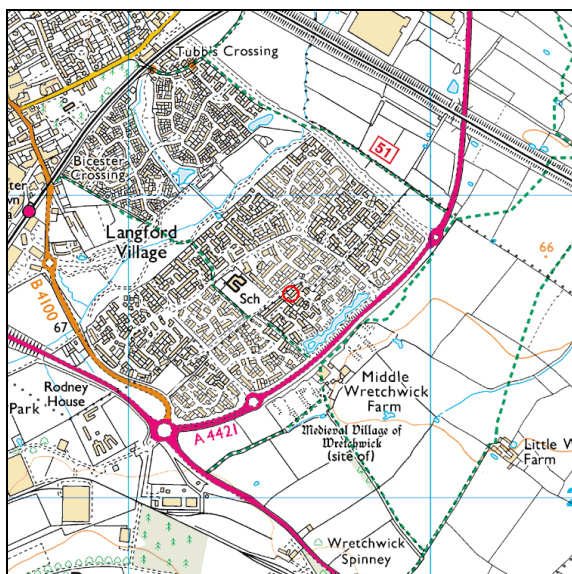 Tubb's Crossing
51
Bicester
Crossing
Langford
Village
Sch
66
B 4100
67
Rodney
House
Park
A 4421
Middle
Wretchwick
Farm
Medieval Village of
Wretchwick
(site of)
Little W
Farm
Wretchwick
Spinney